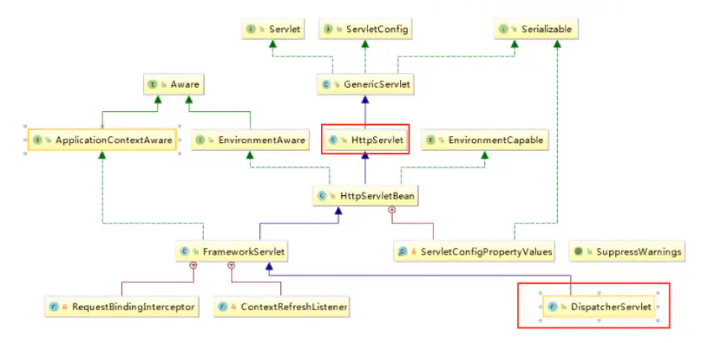 Servlet
ServletConfig
Serializable
Aware
GenericServlet
ApplicationContextAware
EnvironmentAware
HttpServlet
EnvironmentCapable
HttpServletBean
FrameworkServlet
ServletConfigPropertyValues
SuppressWarnings
RequestBindingInterceptor
ContextRefreshListener
DispatcherServlet